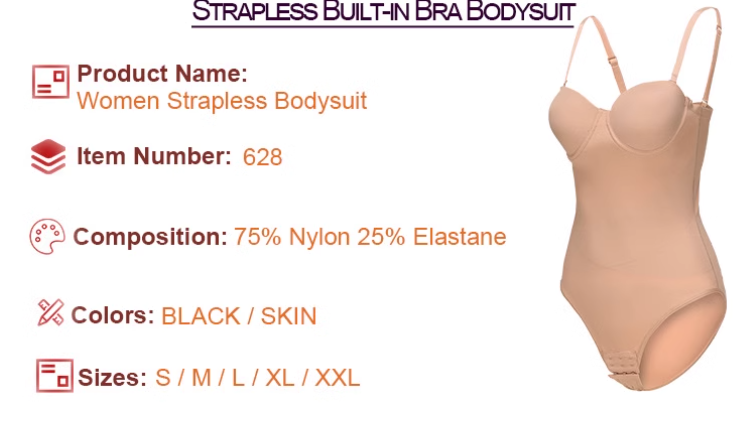 STRAPLESS BUILT-IN BRA BODYSUIT
Product Name:
Women Strapless Bodysuit
Item Number: 628
Composition: 75% Nylon 25% Elastane
Colors: BLACK / SKIN
Sizes: S / M / L / XL / XXL